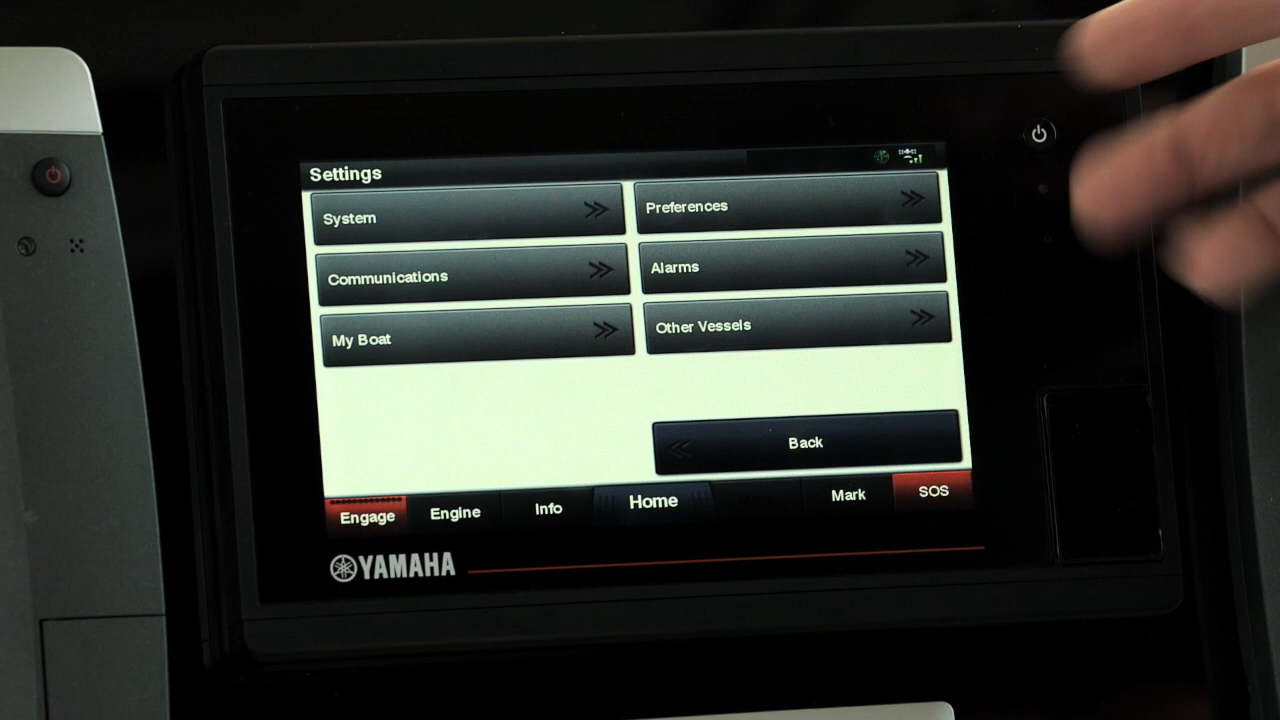 Settings
System
Preferences
Communications
Alarms
My Boat
Other Vessels
Back
Engage
Engine
Info
Home
Mark
SOS
YAMAHA